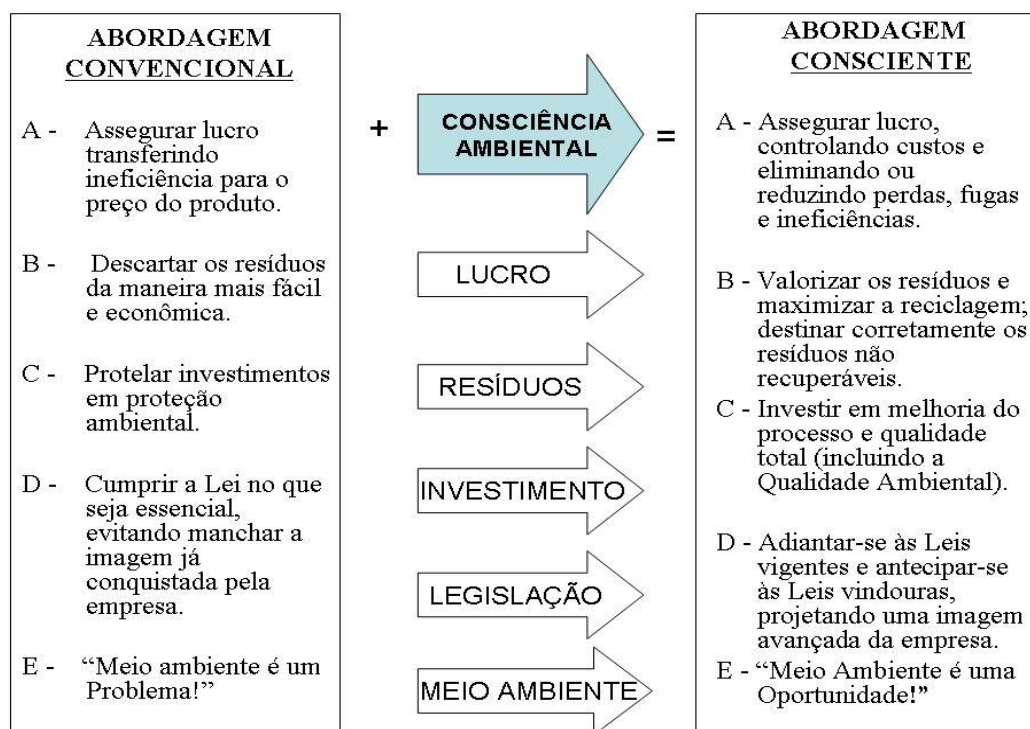 ABORDAGEM
CONVENCIONAL
A - Assegurar lucro
transferindo
ineficiência para o
preço do produto.
B - Descartar os resíduos
da maneira mais fácil
e econômica.
C - Protelar investimentos
em proteção
ambiental.
D - Cumprir a Lei no que
seja essencial,
evitando manchar a
imagem já
conquistada pela
empresa.
E - “Meio ambiente é um
Problema!”
+
CONSCIÊNCIA
AMBIENTAL
=
LUCRO
RESÍDUOS
INVESTIMENTO
LEGISLAÇÃO
MEIO AMBIENTE
ABORDAGEM
CONSCIENTE
A - Assegurar lucro,
controlando custos e
eliminando ou
reduzindo perdas, fugas
e ineficiências.
B - Valorizar os resíduos e
maximizar a reciclagem;
destinar corretamente os
resíduos não
recuperáveis.
C - Investir em melhoria do
processo e qualidade
total (incluindo a
Qualidade Ambiental).
D - Adiantar-se às Leis
vigentes e antecipar-se
às Leis vindouras,
projetando uma imagem
avançada da empresa.
E - “Meio Ambiente é uma
Oportunidade!”